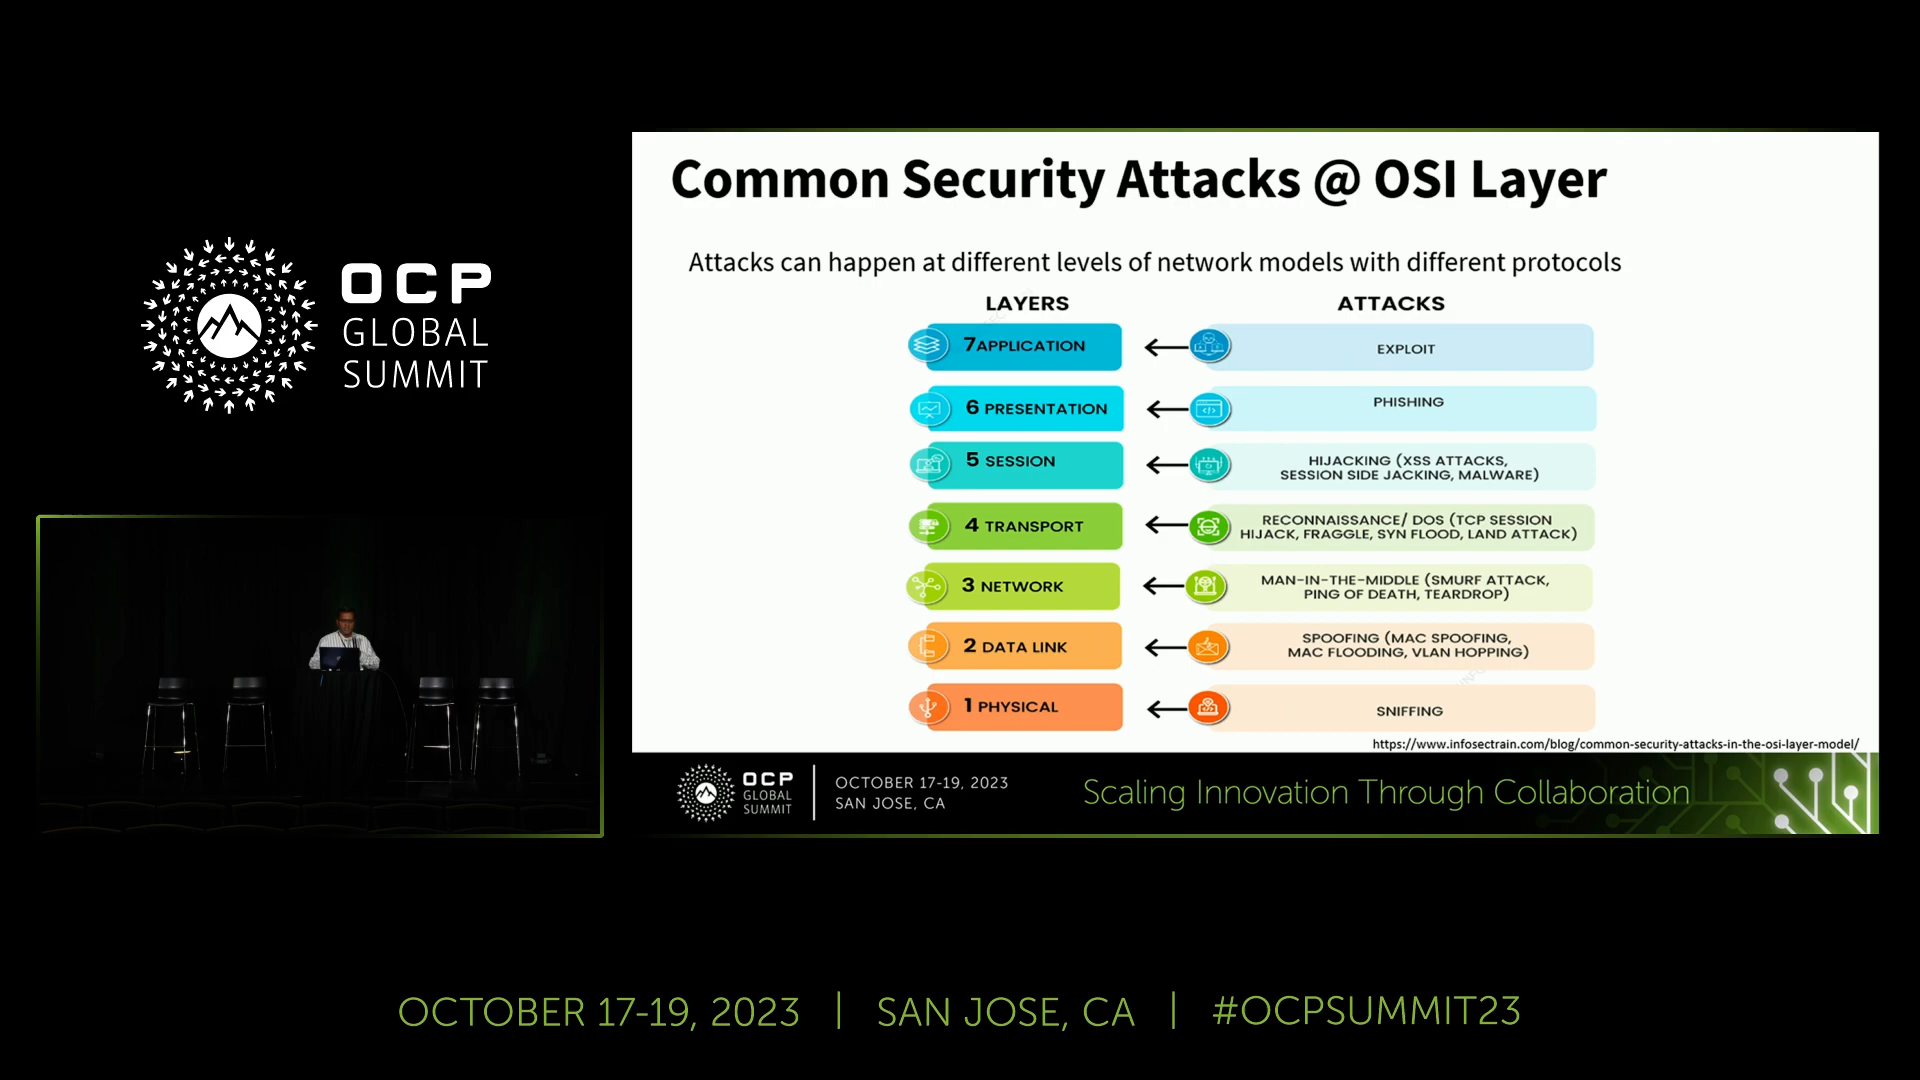 OCP
GLOBAL
SUMMIT
Common Security Attacks @ OSI Layer
Attacks can happen at different levels of network models with different protocols
LAYERS
ATTACKS
7APPLICATION
EXPLOIT
6 PRESENTATION
PHISHING
5 SESSION
HIJACKING (XSS ATTACKS,
SESSION SIDE JACKING, MALWARE)
4 TRANSPORT
RECONNAISSANCE/ DOS (TCP SESSION
HIJACK, FRAGGLE, SYN FLOOD, LAND ATTACK)
3 NETWORK
MAN-IN-THE-MIDDLE (SMURF ATTACK,
PING OF DEATH, TEARDROP)
2 DATA LINK
SPOOFING (MAC SPOOFING,
MAC FLOODING, VLAN HOPPING)
1 PHYSICAL
SNIFFING
https://www.infosectrain.com/blog/common-security-attacks-in-the-osi-layer-model/
OCP
GLOBAL
SUMMIT
OCTOBER 17-19, 2023
SAN JOSE, CA
Scaling Innovation Through Collaboration
OCTOBER 17-19, 2023 | SAN JOSE, CA | #OCPSUMMIT23